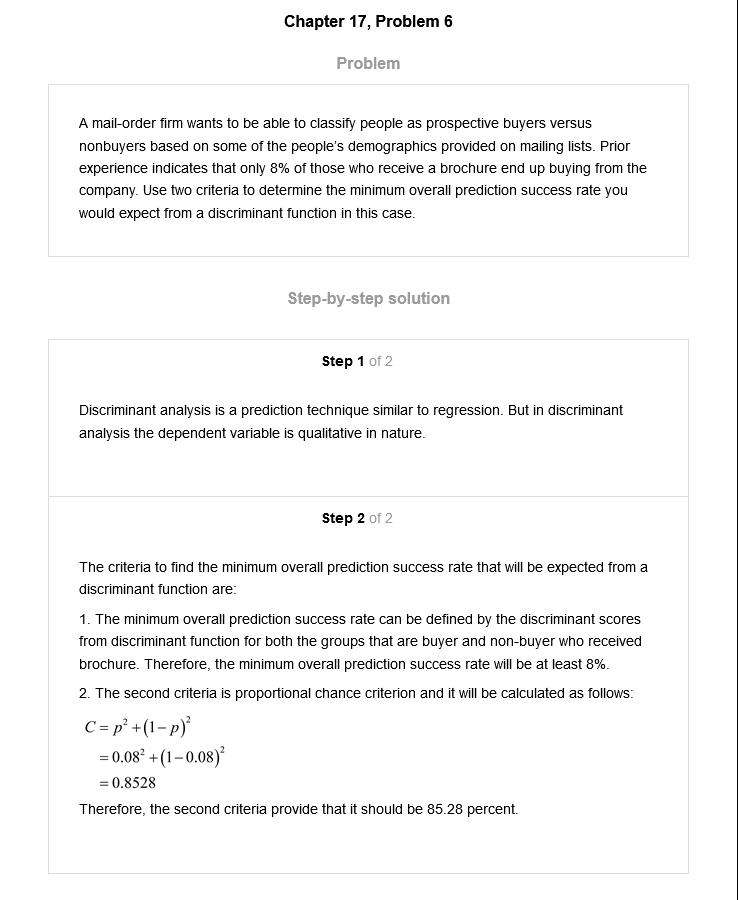 Chapter 17, Problem 6
Problem
A mail-order firm wants to be able to classify people as prospective buyers versus
nonbuyers based on some of the people's demographics provided on mailing lists. Prior
experience indicates that only 8% of those who receive a brochure end up buying from the
company. Use two criteria to determine the minimum overall prediction success rate you
would expect from a discriminant function in this case.
Step-by-step solution
Step 1 of 2
Discriminant analysis is a prediction technique similar to regression. But in discriminant
analysis the dependent variable is qualitative in nature.
Step 2 of 2
The criteria to find the minimum overall prediction success rate that will be expected from a
discriminant function are:
1. The minimum overall prediction success rate can be defined by the discriminant scores
from discriminant function for both the groups that are buyer and non-buyer who received
brochure. Therefore, the minimum overall prediction success rate will be at least 8%.
2. The second criteria is proportional chance criterion and it will be calculated as follows:
C = p² + (1 − p)²
= 0.08² + (1 − 0.08)²
= 0.8528
Therefore, the second criteria provide that it should be 85.28 percent.